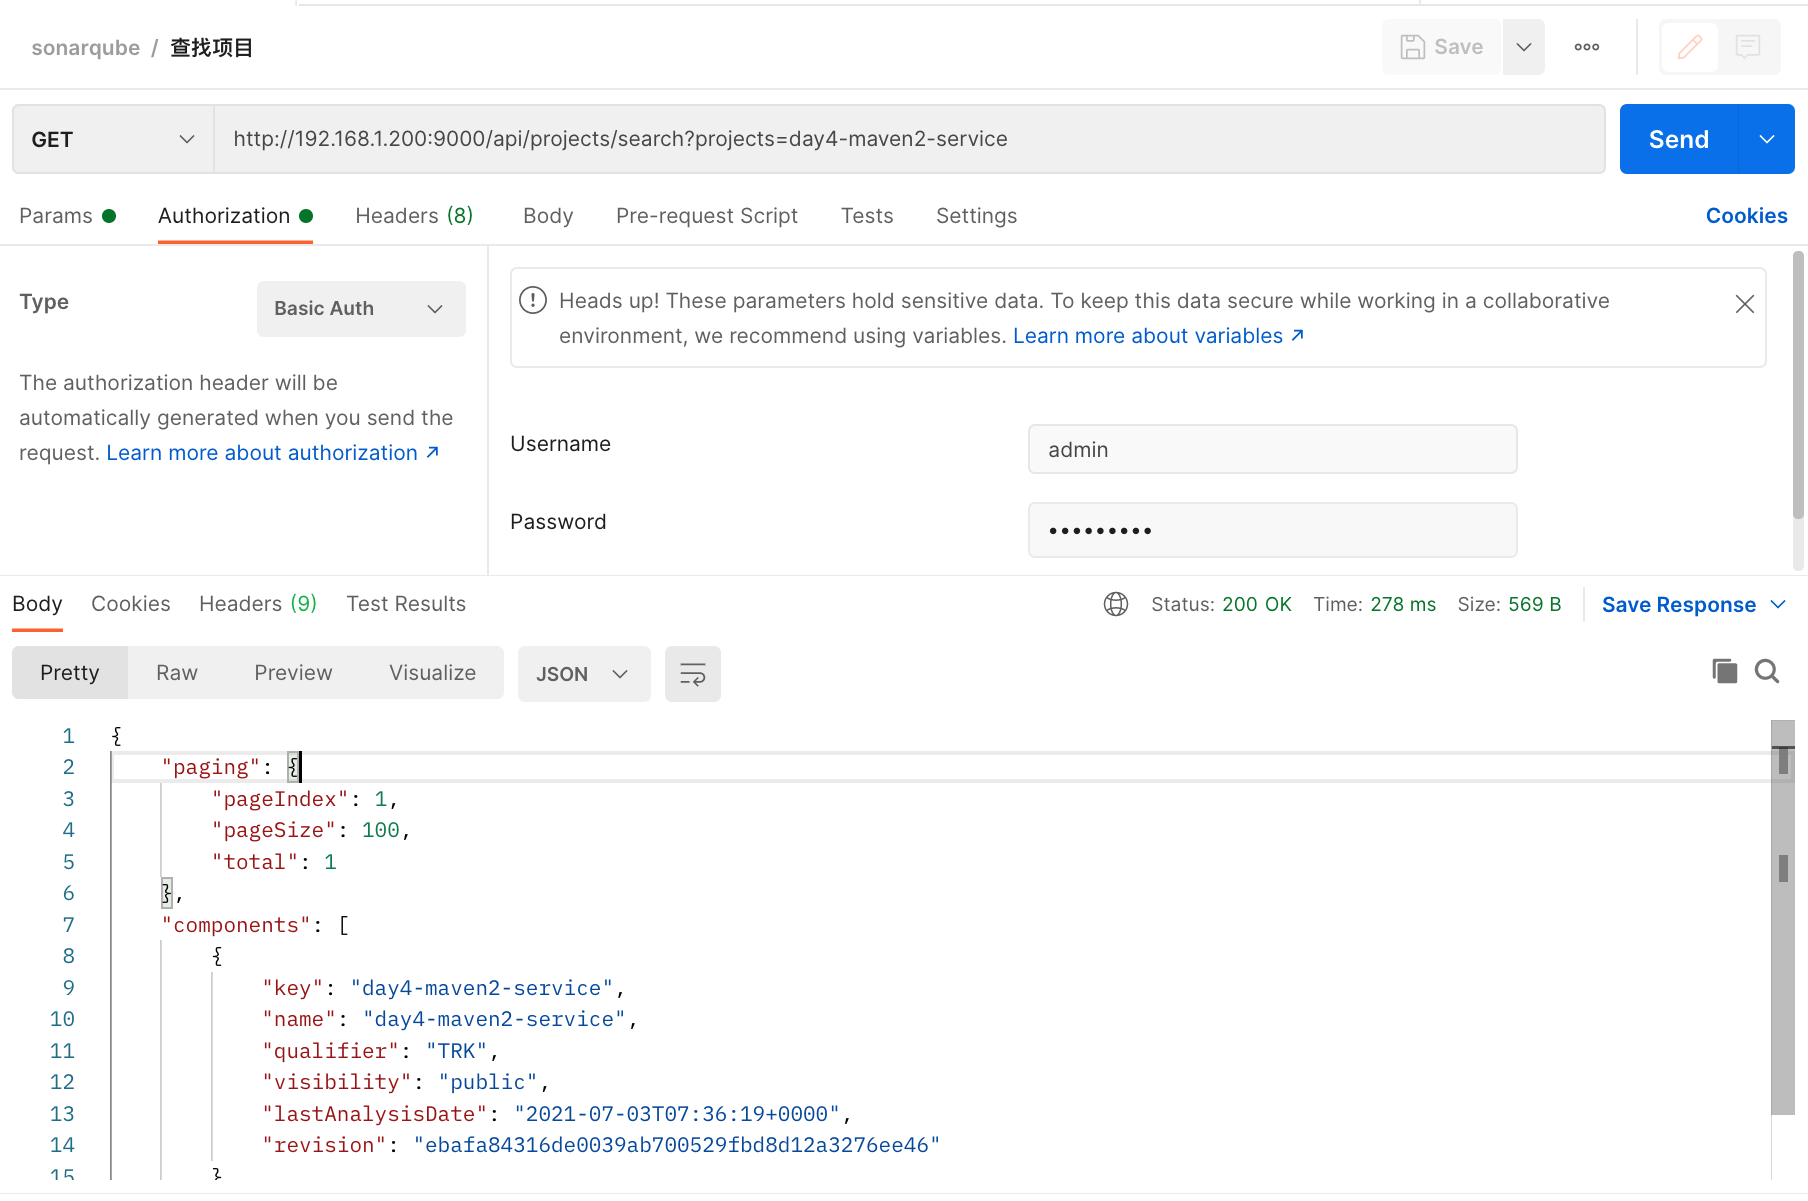 sonarqube / 查找项目
Save
GET
http://192.168.1.200:9000/api/projects/search?projects=day4-maven2-service
Send
Params
Authorization
Headers (8)
Body
Pre-request Script
Tests
Settings
Cookies
Type
Basic Auth
The authorization header will be
automatically generated when you send the
request. Learn more about authorization ↗
Heads up! These parameters hold sensitive data. To keep this data secure while working in a collaborative
environment, we recommend using variables. Learn more about variables ↗
Username
admin
Password
•••••••••
Body
Cookies
Headers (9)
Test Results
Status: 200 OK
Time: 278 ms
Size: 569 B
Save Response
Pretty
Raw
Preview
Visualize
JSON
1 {
2 "paging": {
3 "pageIndex": 1,
4 "pageSize": 100,
5 "total": 1
6 },
7 "components": [
8 {
9 "key": "day4-maven2-service",
10 "name": "day4-maven2-service",
11 "qualifier": "TRK",
12 "visibility": "public",
13 "lastAnalysisDate": "2021-07-03T07:36:19+0000",
14 "revision": "ebafa84316de0039ab700529fbd8d12a3276ee46"
15 }